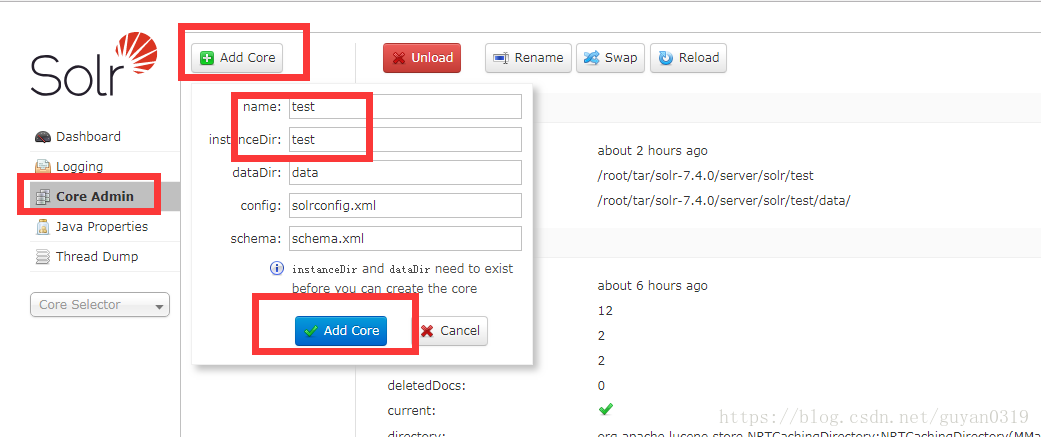 Solr
Dashboard
Logging
Core Admin
Java Properties
Thread Dump
Core Selector
Add Core
Unload
Rename
Swap
Reload
name: test
instanceDir: test
dataDir: data
config: solrconfig.xml
schema: schema.xml
instanceDir and dataDir need to exist
before you can create the core
Add Core
Cancel
about 2 hours ago
/root/tar/solr-7.4.0/server/solr/test
/root/tar/solr-7.4.0/server/solr/test/data/
about 6 hours ago
12
2
2
deletedDocs: 0
current:
directory: org.apache.lucene.store.NRTCachingDirectory:NRTCachingDirectory(MMa
https://blog.csdn.net/guyan0319